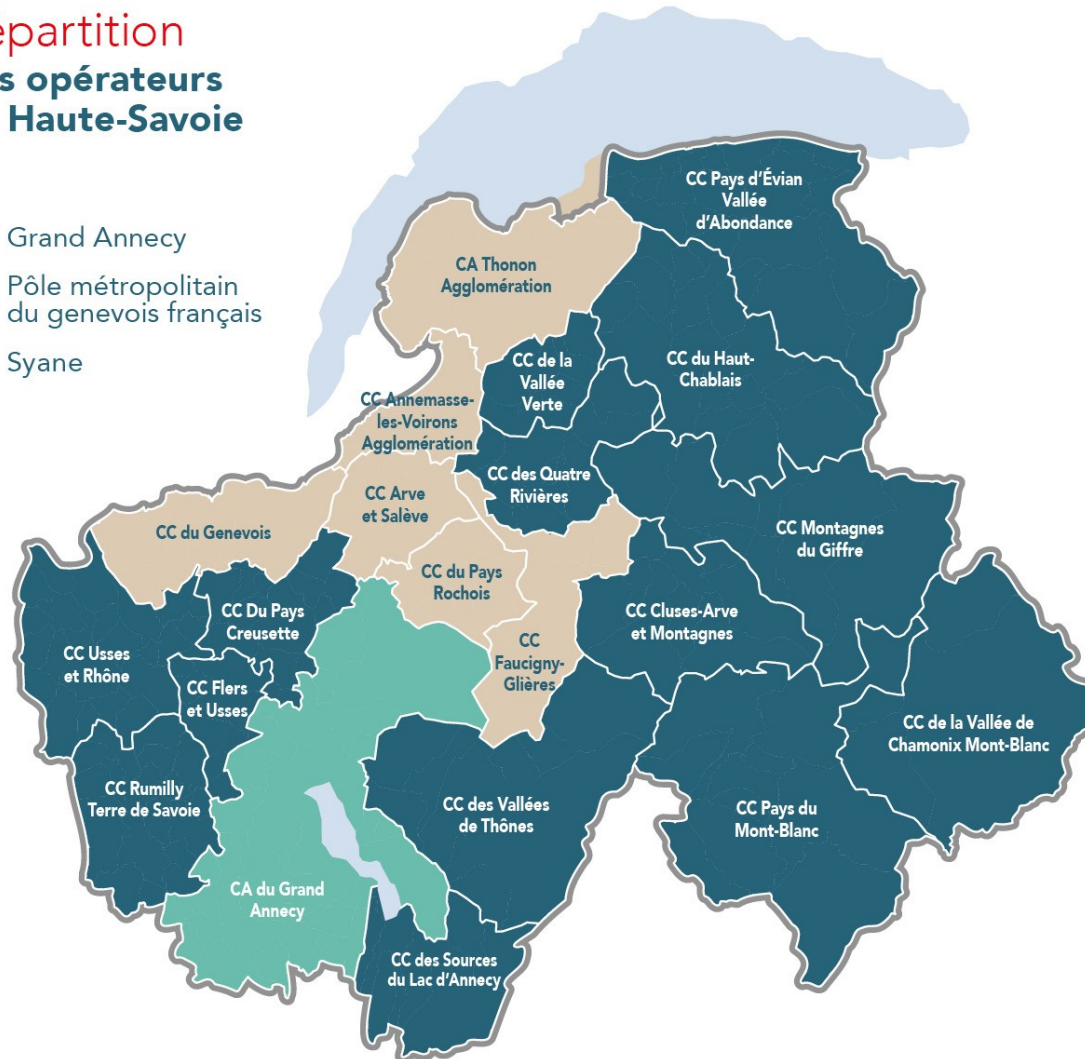 épartition
s opérateurs
Haute-Savoie
Grand Annecy
Pôle métropolitain
du genevois français
Syane
CC Pays d'Évian
Vallée
d'Abondance
CA Thonon
Agglomération
CC de la
Vallée
Verte
CC du Haut-
Chablais
CC Annemasse-
les-Voirons
Agglomération
CC des Quatre
Rivières
CC Arve
et Salève
CC du Genevois
CC Montagnes
du Giffre
CC du Pays
Rochois
CC Du Pays
Creusette
CC Cluses-Arve
et Montagnes
CC
Faucigny-
Glières
CC Usses
et Rhône
CC Flers
et Usses
CC de la Vallée de
Chamonix Mont-Blanc
CC Rumilly
Terre de Savoie
CC des Vallées
de Thônes
CC Pays du
Mont-Blanc
CA du Grand
Annecy
CC des Sources
du Lac d'Annecy